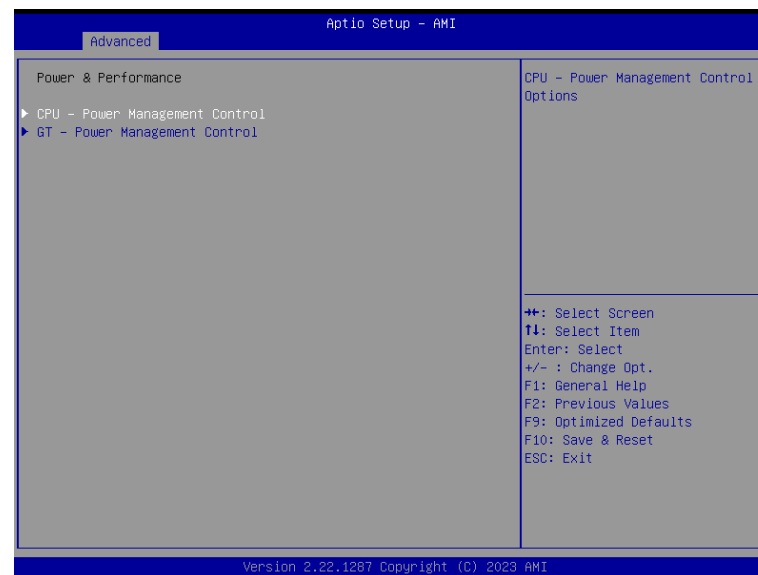 Aptio Setup – AMI
Advanced
Power & Performance
▶ CPU – Power Management Control
▶ GT – Power Management Control
CPU – Power Management Control
Options
→←: Select Screen
↑↓: Select Item
Enter: Select
+/- : Change Opt.
F1: General Help
F2: Previous Values
F9: Optimized Defaults
F10: Save & Reset
ESC: Exit
Version 2.22.1287 Copyright (C) 2023 AMI